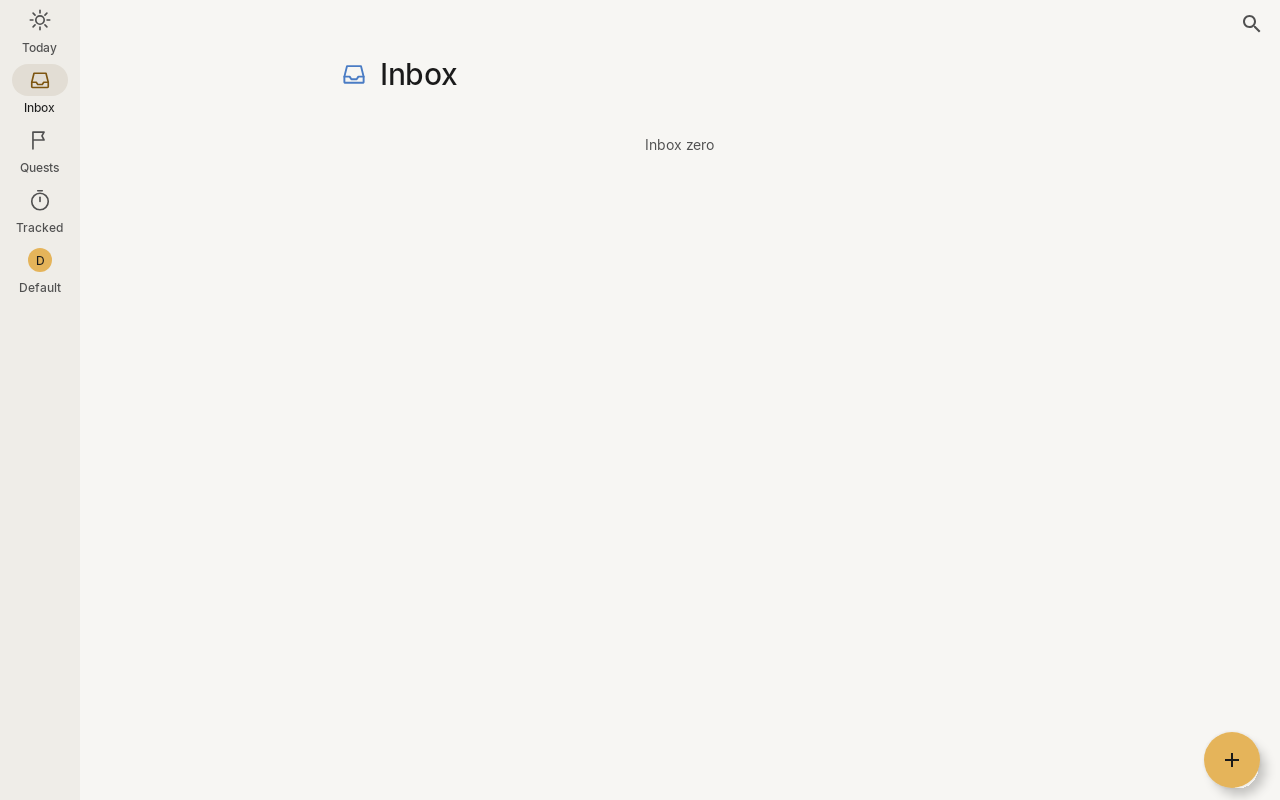 Today
Inbox
Quests
Tracked
D
Default
Inbox
Inbox zero